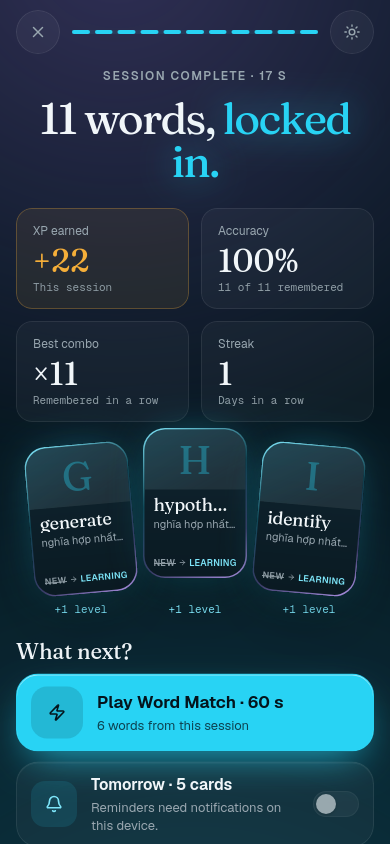 SESSION COMPLETE · 17 S
11 words, locked
in.
XP earned
+22
This session
Accuracy
100%
11 of 11 remembered
Best combo
×11
Remembered in a row
Streak
1
Days in a row
G
generate
nghĩa hợp nhất…
NEW → LEARNING
+1 level
H
hypoth…
nghĩa hợp nhất…
NEW → LEARNING
+1 level
I
identify
nghĩa hợp nhất…
NEW → LEARNING
+1 level
What next?
Play Word Match · 60 s
6 words from this session
Tomorrow · 5 cards
Reminders need notifications on
this device.